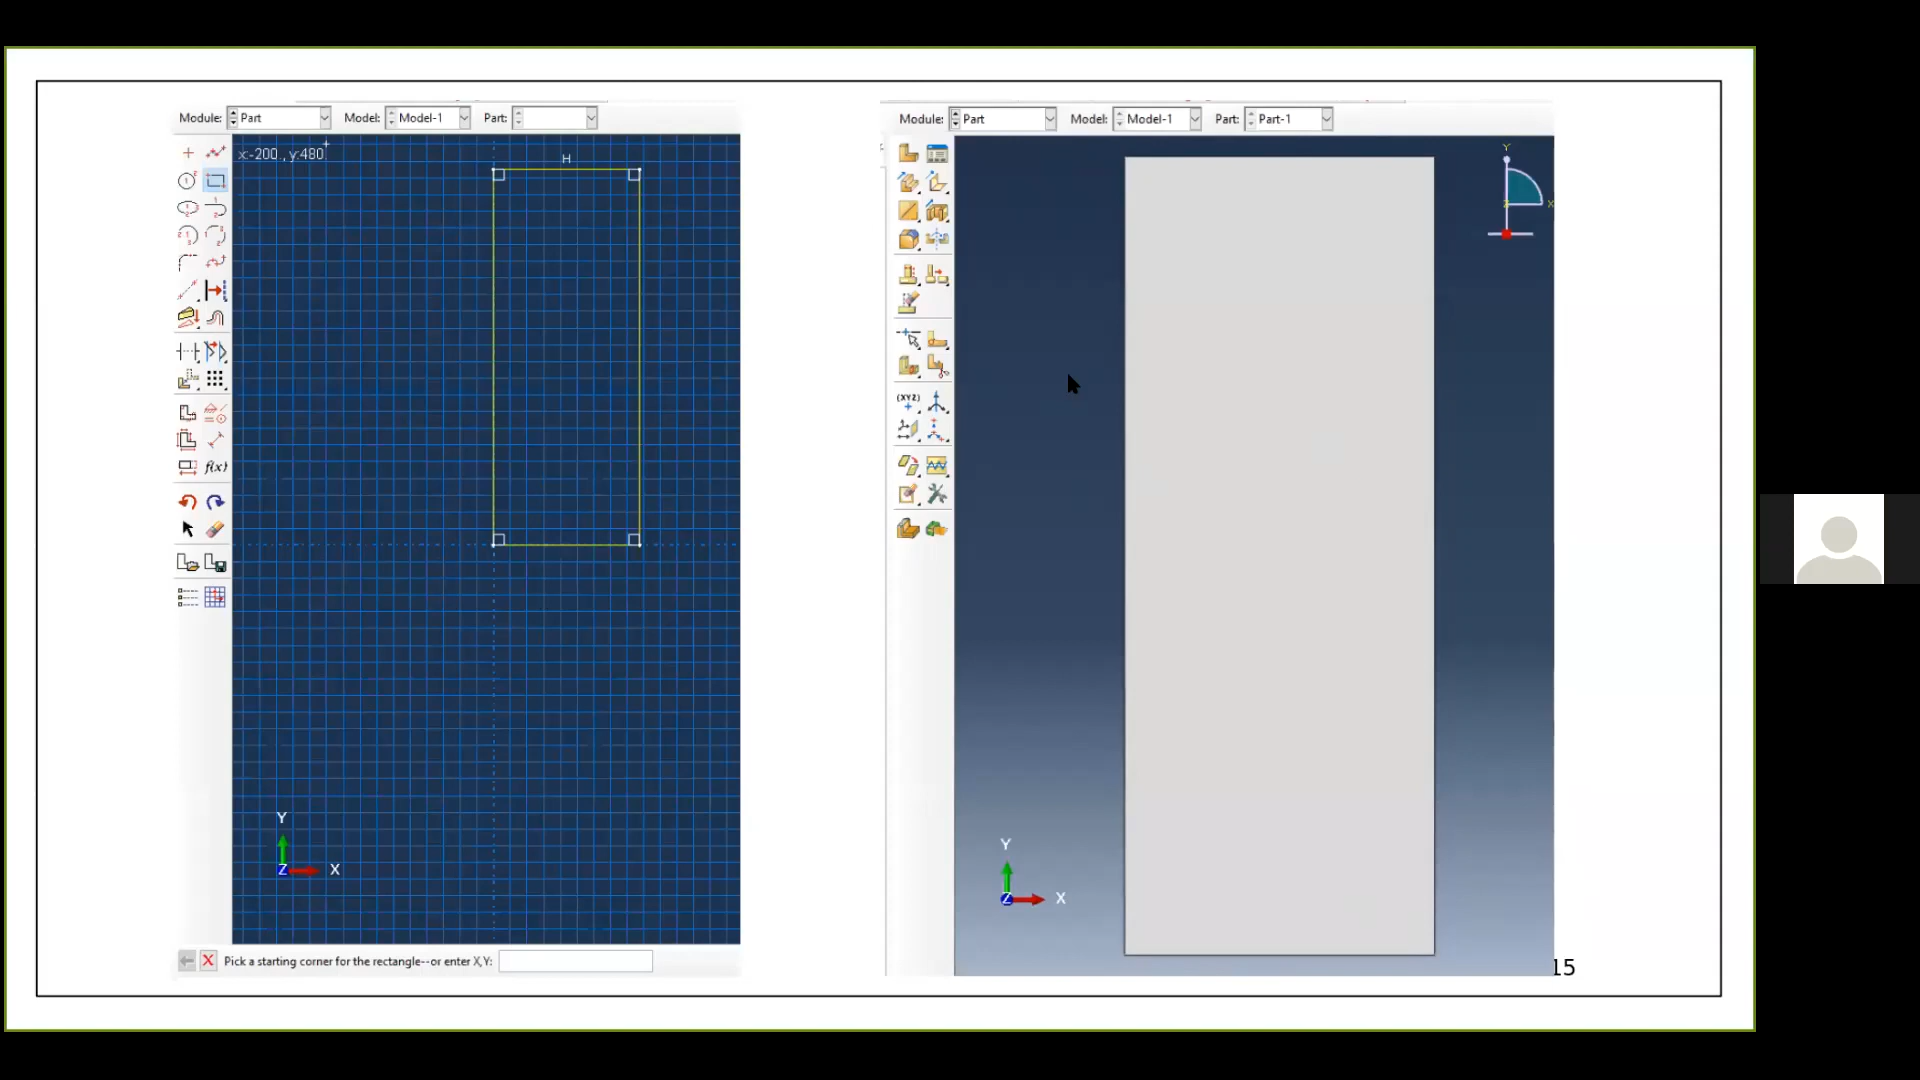 Module: Part Model: Model-1 Part:
x:-200., y:480.
H
f(x)
Y
Z X
Pick a starting corner for the rectangle--or enter X,Y:
Module: Part Model: Model-1 Part: Part-1
Y
Z X
(XYZ)
Y
Z X
15